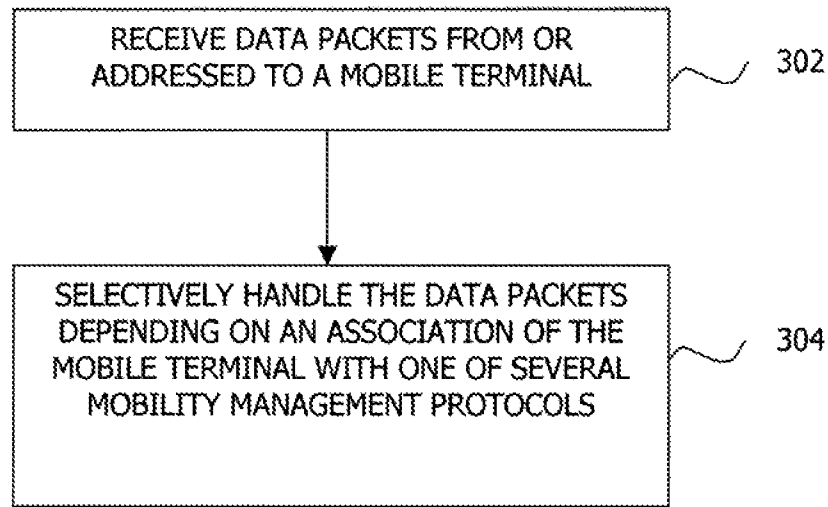 RECEIVE DATA PACKETS FROM OR
ADDRESSED TO A MOBILE TERMINAL
302
SELECTIVELY HANDLE THE DATA PACKETS
DEPENDING ON AN ASSOCIATION OF THE
MOBILE TERMINAL WITH ONE OF SEVERAL
MOBILITY MANAGEMENT PROTOCOLS
304